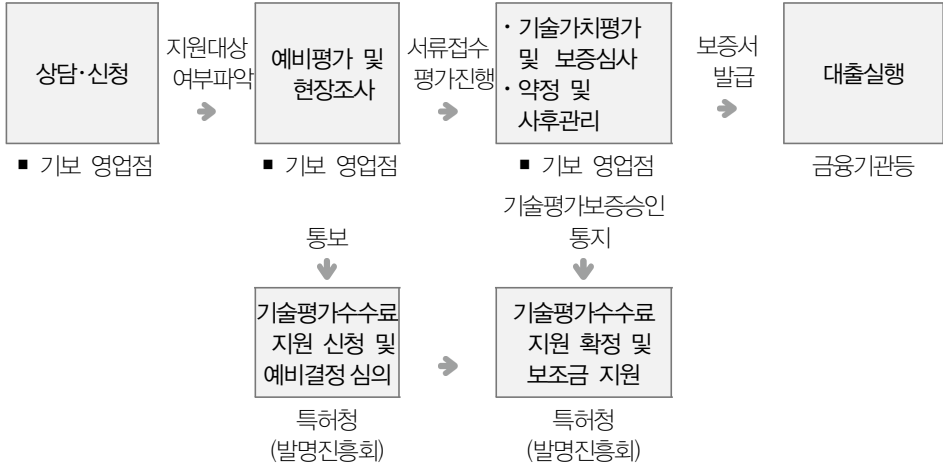 상담·신청
지원대상
여부파악
예비평가 및
현장조사
서류접수
평가진행
· 기술가치평가
및 보증심사
· 약정 및
사후관리
보증서
발급
대출실행
■ 기보 영업점
■ 기보 영업점
■ 기보 영업점
금융기관등
통보
기술평가보증승인
통지
기술평가수수료
지원 신청 및
예비결정 심의
기술평가수수료
지원 확정 및
보조금 지원
특허청
(발명진흥회)
특허청
(발명진흥회)